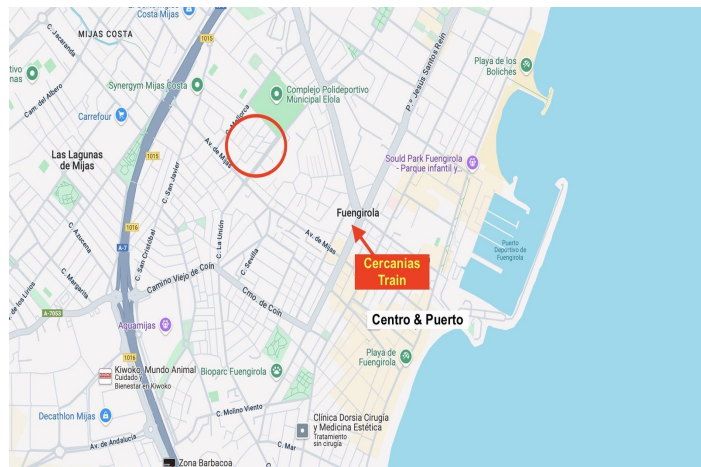 Costa Mijas
MIJAS COSTA
C. Jacaranda
1015
Playa de los
Boliches
P.º Jesús Santos Rein
Synergym Mijas Costa
Complejo Polideportivo
Municipal Elola
Cam. del Albero
Carrefour
C. Mallorca
Av. de Mijas
1015
Las Lagunas
de Mijas
C. San Javier
Sould Park Fuengirola
- Parque infantil y...
Fuengirola
1016
C. Azucena
C. San Cristóbal
C. La Unión
A-7
Av. de Mijas
C. Sevilla
Puerto
Deportivo de
Fuengirola
Cercanias
Train
C. de los Lirios
C. Margarita
Camino Viejo de Coín
Cmo. de Coín
A-7053
Centro & Puerto
Aquamijas
1016
Playa de
Fuengirola
Kiwoko, Mundo Animal
Cuidado y
Bienestar en Kiwoko
Bioparc Fuengirola
Decathlon Mijas
C. Molino Viento
Clínica Dorsia Cirugía
y Medicina Estética
Tratamiento
sin cirugía
Av. de Andalucía
C. Mar
Zona Barbacoa